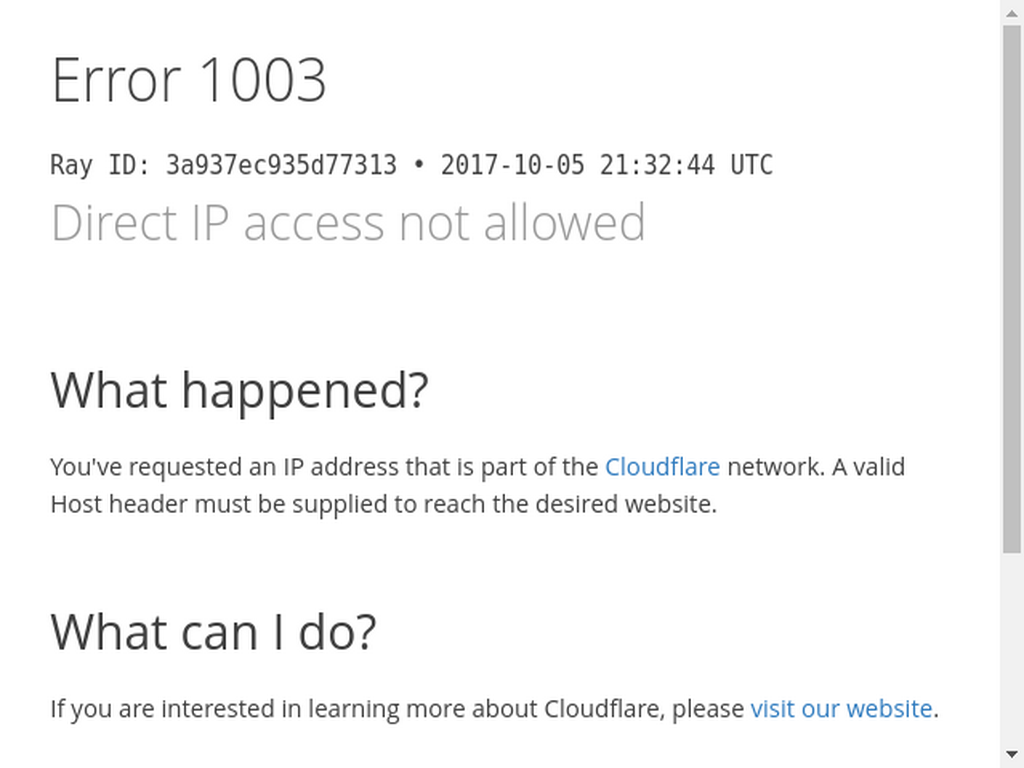 Error 1003
Ray ID: 3a937ec935d77313 • 2017-10-05 21:32:44 UTC
Direct IP access not allowed
What happened?
You've requested an IP address that is part of the Cloudflare network. A valid
Host header must be supplied to reach the desired website.
What can I do?
If you are interested in learning more about Cloudflare, please visit our website.